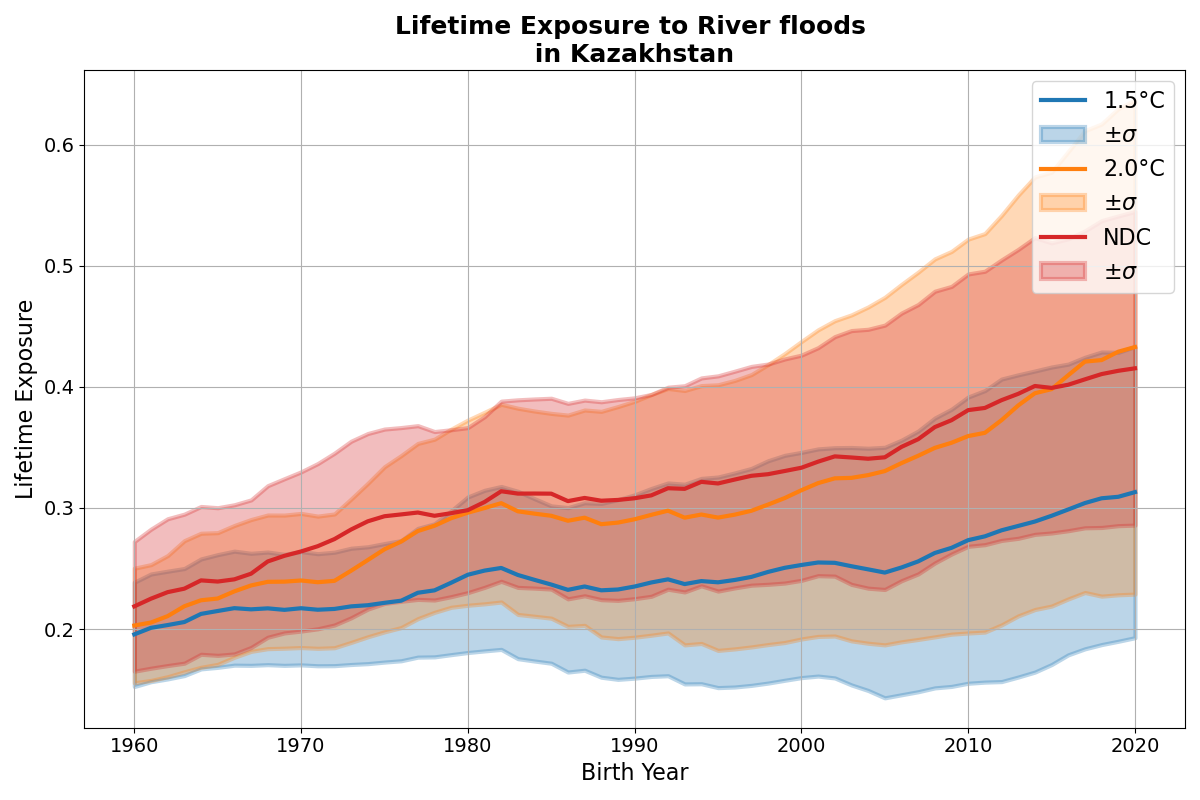 Lifetime Exposure to River floods
in Kazakhstan
Lifetime Exposure
0.6
0.5
0.4
0.3
0.2
1960
1970
1980
1990
2000
2010
2020
Birth Year
1.5°C
±σ
2.0°C
±σ
NDC
±σ